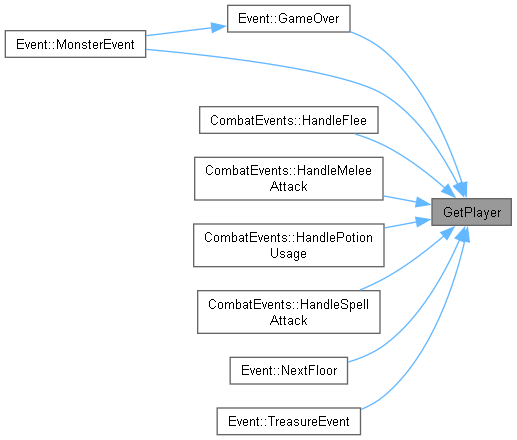 Event::GameOver
Event::MonsterEvent
CombatEvents::HandleFlee
CombatEvents::HandleMelee
Attack
GetPlayer
CombatEvents::HandlePotion
Usage
CombatEvents::HandleSpell
Attack
Event::NextFloor
Event::TreasureEvent